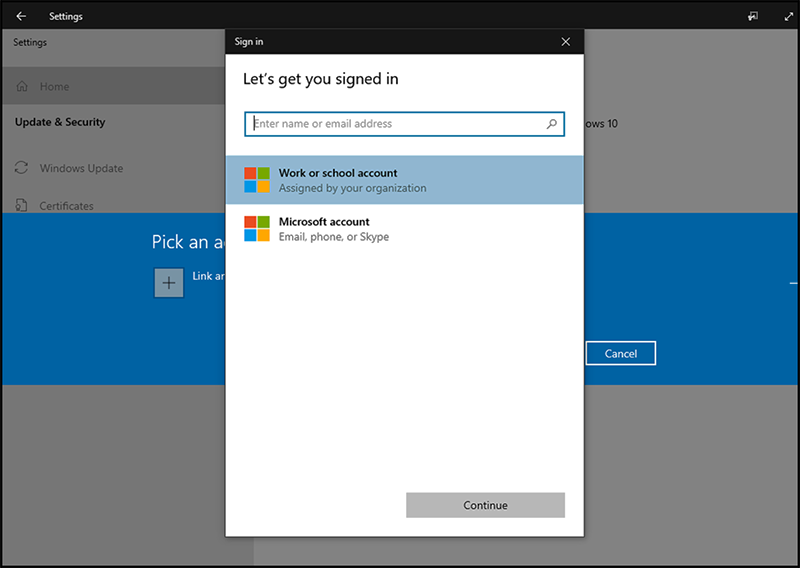 Settings
Settings
Home
Update & Security
Windows Update
Certificates
Sign in
Let's get you signed in
Enter name or email address
Work or school account
Assigned by your organization
Microsoft account
Email, phone, or Skype
Continue
10
Pick an
Link
Cancel